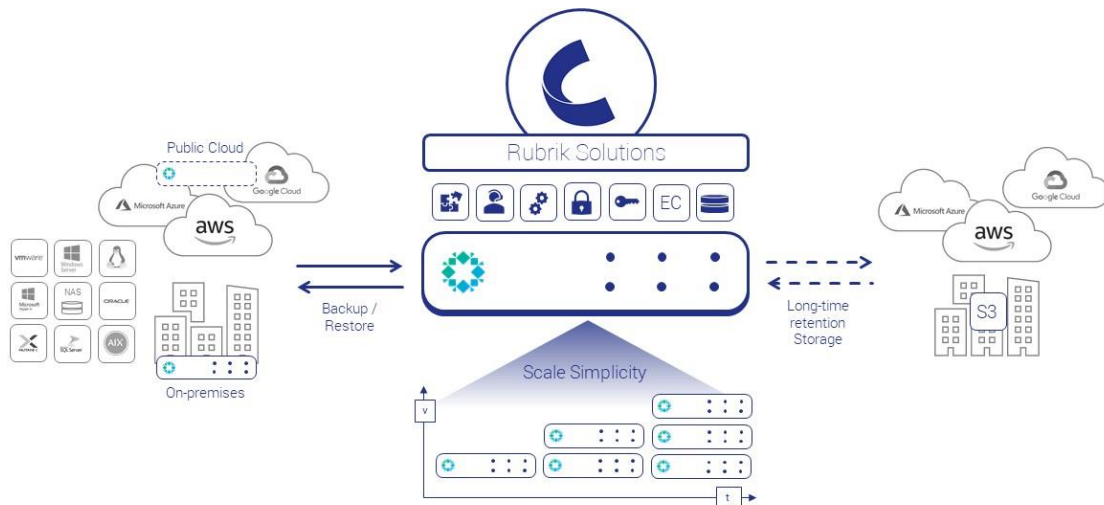 Rubrik Solutions
EC
Public Cloud
Google Cloud
Microsoft Azure
aws
vmware
Windows
Server
Microsoft
NAS
ORACLE
SQL Server
AIX
On-premises
Backup /
Restore
Scale Simplicity
v
t
Long-time
retention
Storage
Google Cloud
Microsoft Azure
aws
S3